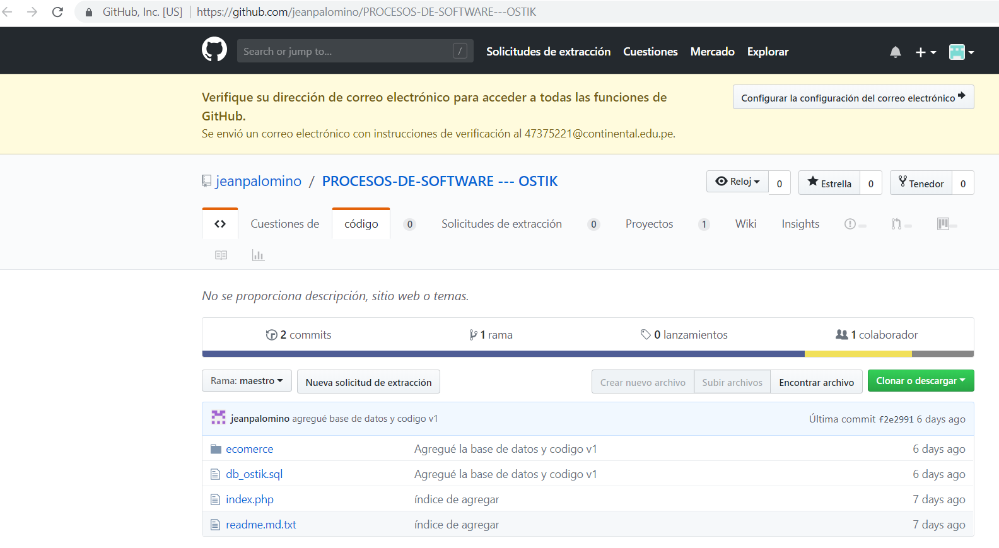 GitHub, Inc. [US] | https://github.com/jeanpalomino/PROCESOS-DE-SOFTWARE---OSTIK
Search or jump to... / Solicitudes de extracción Cuestiones Mercado Explorar
Verifique su dirección de correo electrónico para acceder a todas las funciones de
GitHub.
Configurar la configuración del correo electrónico
Se envió un correo electrónico con instrucciones de verificación al 47375221@continental.edu.pe.
jeanpalomino / PROCESOS-DE-SOFTWARE --- OSTIK
Reloj 0 Estrella 0 Tenedor 0
<> Cuestiones de código 0 Solicitudes de extracción 0 Proyectos 1 Wiki Insights
No se proporciona descripción, sitio web o temas.
2 commits 1 rama 0 lanzamientos 1 colaborador
Rama: maestro Nueva solicitud de extracción Crear nuevo archivo Subir archivos Encontrar archivo Clonar o descargar
jeanpalomino agregué base de datos y codigo v1 Última commit f2e2991 6 days ago
ecomerce Agregué la base de datos y codigo v1 6 days ago
db_ostik.sql Agregué la base de datos y codigo v1 6 days ago
index.php índice de agregar 7 days ago
readme.md.txt índice de agregar 7 days ago